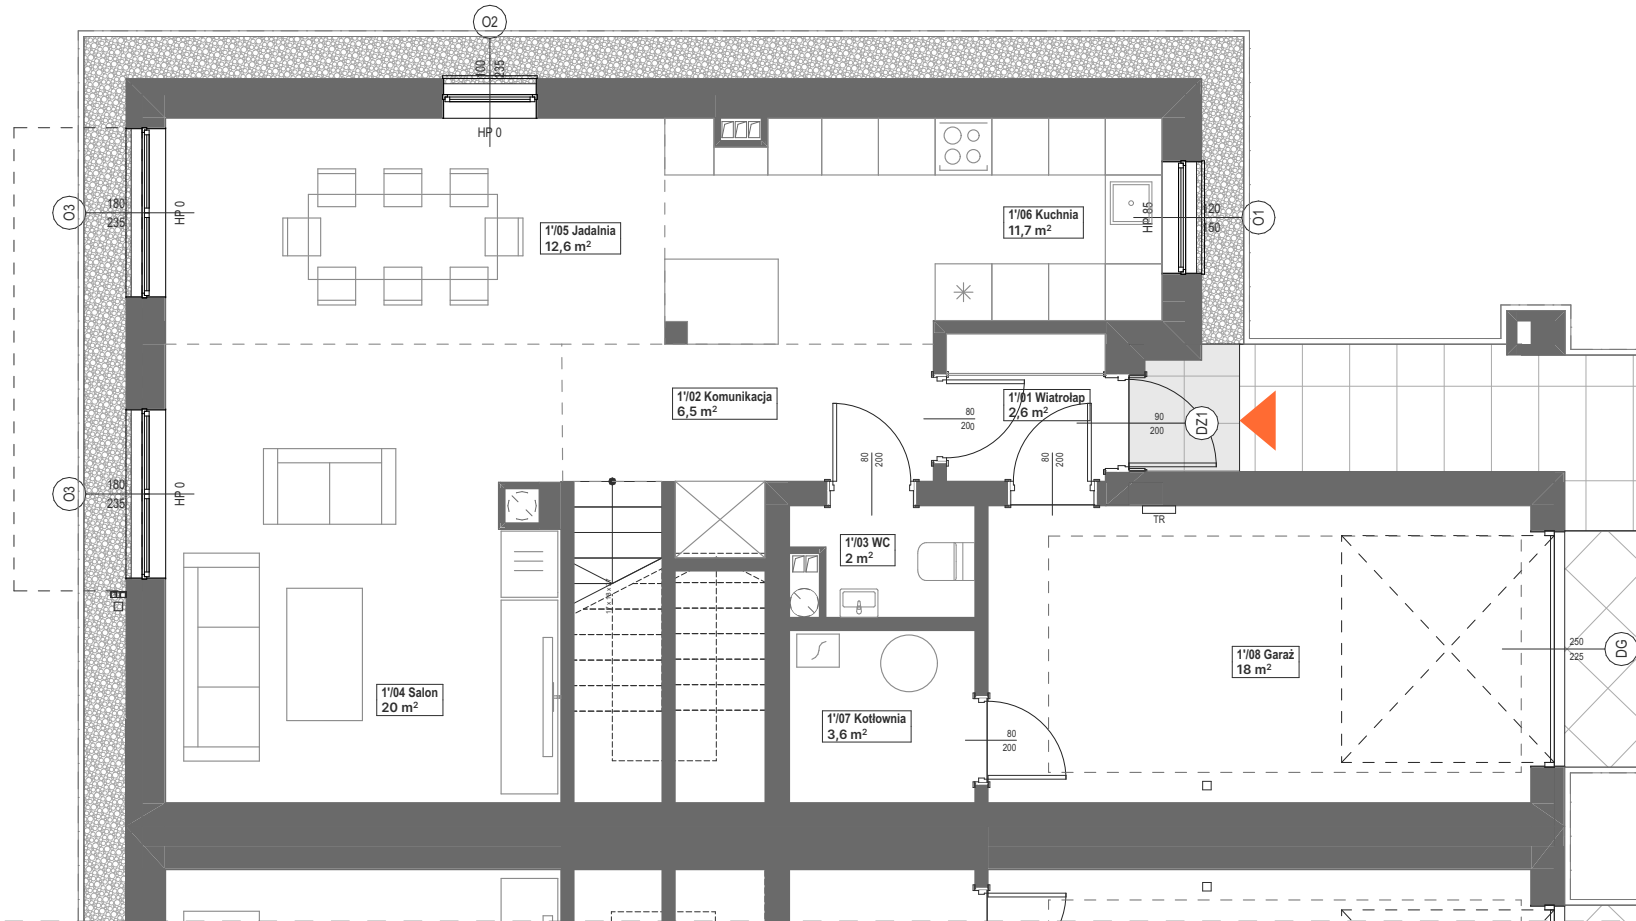 O2
100
235
HP 0
O3
180
235
HP 0
1'/05 Jadalnia
12,6 m²
1'/06 Kuchnia
11,7 m²
HP 85
120
150
O1
1'/02 Komunikacja
6,5 m²
1'/01 Wiatrołap
2,6 m²
80
200
90
200
DZ1
80
200
80
200
O3
180
235
HP 0
TR
1'/03 WC
2 m²
1'/04 Salon
20 m²
1'/07 Kotłownia
3,6 m²
80
200
1'/08 Garaż
18 m²
250
225
DG